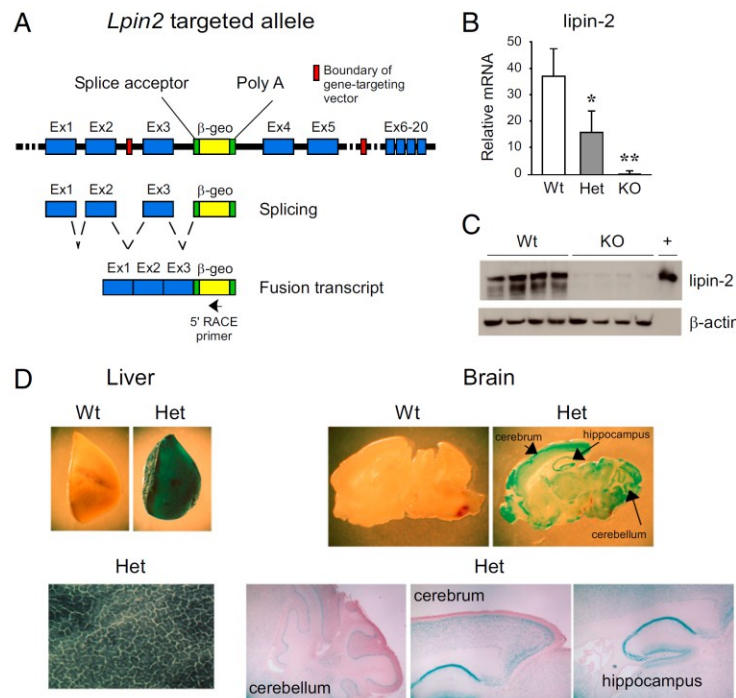 A
Lpin2 targeted allele
Splice acceptor
Poly A
Boundary of
gene-targeting
vector
Ex1 Ex2 Ex3 β-geo Ex4 Ex5 Ex6-20
Ex1 Ex2 Ex3 β-geo
Splicing
Ex1 Ex2 Ex3 β-geo
Fusion transcript
5' RACE
primer
B
lipin-2
Relative mRNA
50
40
30
20
10
0
*
**
Wt Het KO
C
Wt KO +
lipin-2
β-actin
D
Liver
Wt Het
Het
Brain
Wt Het
cerebrum
hippocampus
cerebellum
Het
cerebellum
cerebrum
hippocampus